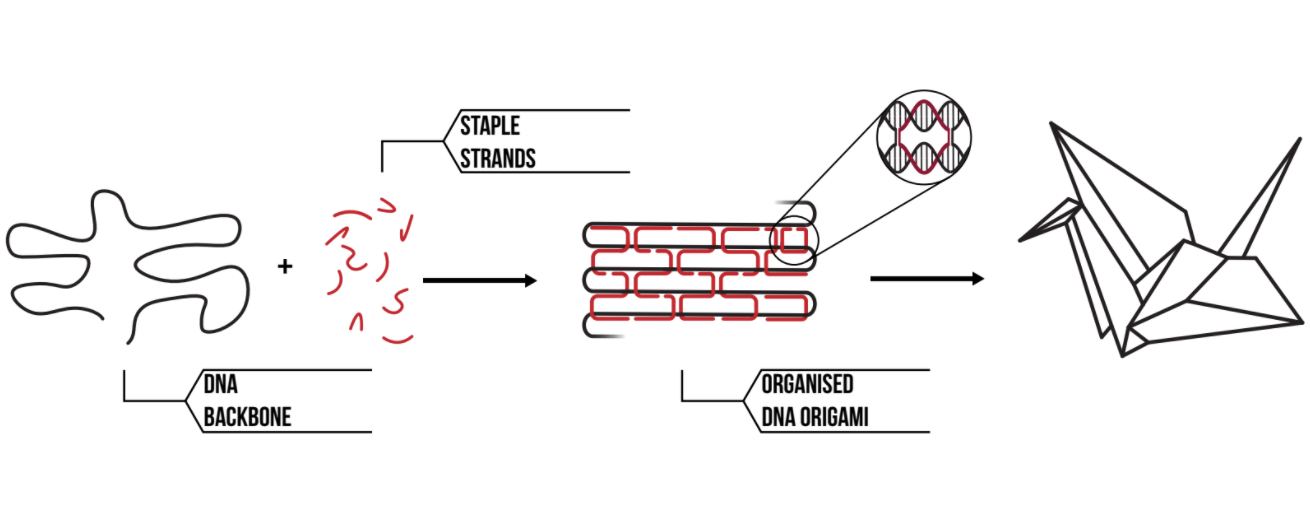 STAPLE
STRANDS
+
DNA
BACKBONE
ORGANISED
DNA ORIGAMI